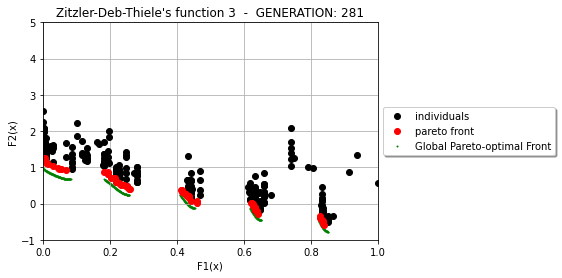 Zitzler-Deb-Thiele's function 3 - GENERATION: 281
5
4
3
2
1
0
−1
F2(x)
0.0 0.2 0.4 0.6 0.8 1.0
F1(x)
individuals
pareto front
Global Pareto-optimal Front